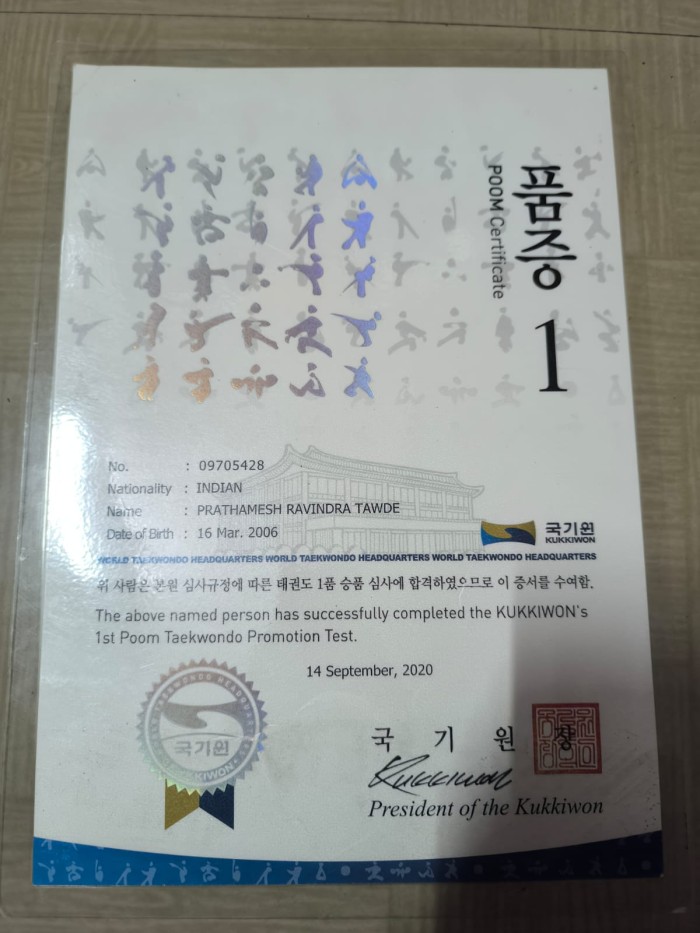 품증
POOM Certificate
1
No. : 09705428
Nationality : INDIAN
Name : PRATHAMESH RAVINDRA TAWDE
Date of Birth : 16 Mar. 2006
국기원
KUKKIWON
WORLD TAEKWONDO HEADQUARTERS WORLD TAEKWONDO HEADQUARTERS WORLD TAEKWONDO HEADQUARTERS
위 사람은 본원 심사규정에 따른 태권도 1품 승품 심사에 합격하였으므로 이 증서를 수여함.
The above named person has successfully completed the KUKKIWON's
1st Poom Taekwondo Promotion Test.
14 September, 2020
TAEKWONDO HEADQUARTERS
국기원
KUKKIWON
국 기 원 장
Kukkiwon
President of the Kukkiwon